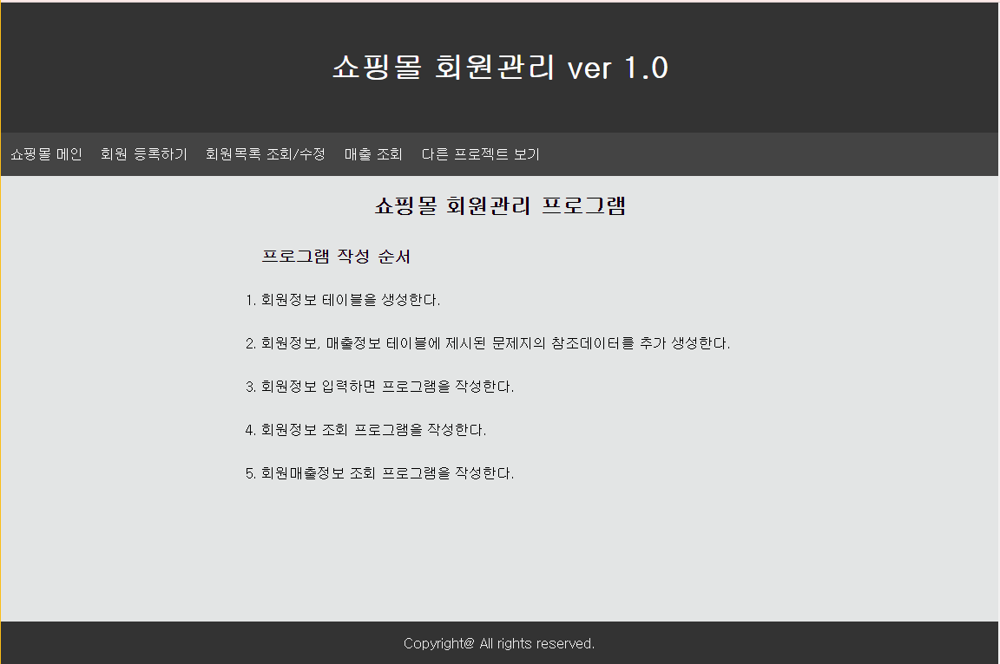 쇼핑몰 회원관리 ver 1.0
쇼핑몰 메인 회원 등록하기 회원목록 조회/수정 매출 조회 다른 프로젝트 보기
쇼핑몰 회원관리 프로그램
프로그램 작성 순서
1. 회원정보 테이블을 생성한다.
2. 회원정보, 매출정보 테이블에 제시된 문제지의 참조데이터를 추가 생성한다.
3. 회원정보 입력하면 프로그램을 작성한다.
4. 회원정보 조회 프로그램을 작성한다.
5. 회원매출정보 조회 프로그램을 작성한다.
Copyright@ All rights reserved.